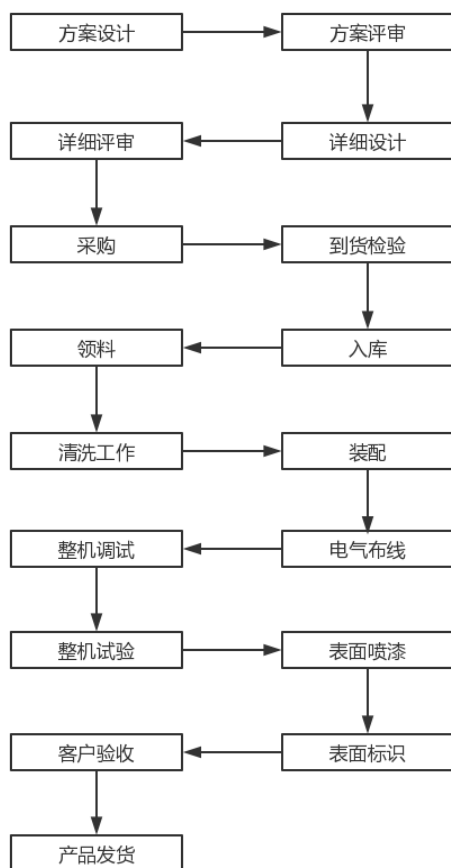 方案设计
方案评审
详细评审
详细设计
采购
到货检验
领料
入库
清洗工作
装配
整机调试
电气布线
整机试验
表面喷漆
客户验收
表面标识
产品发货